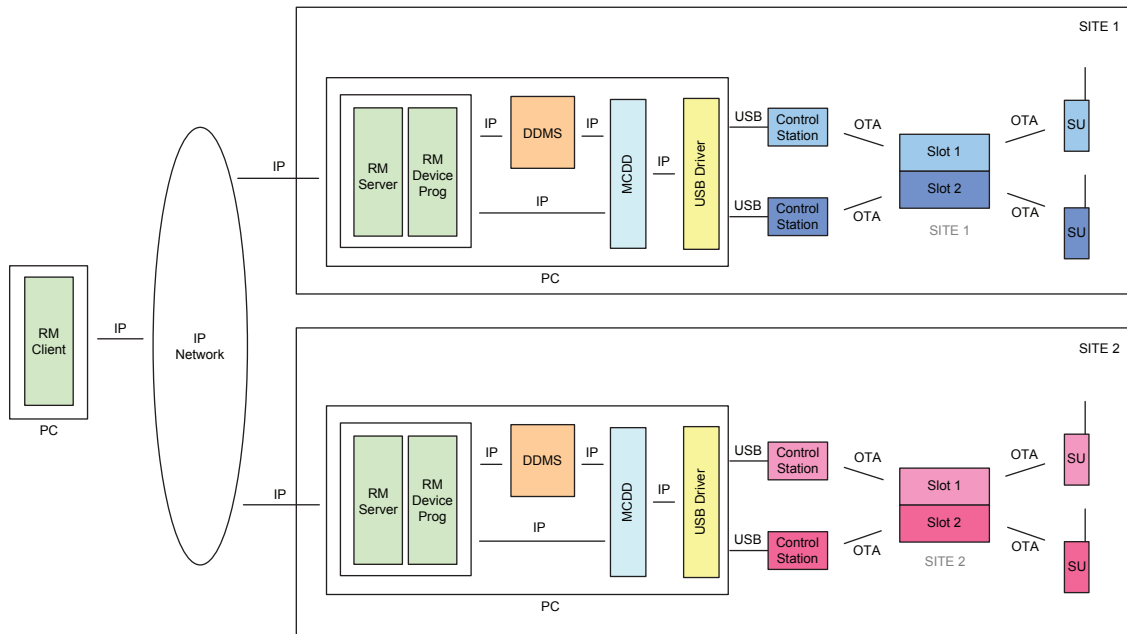 SITE 1
RM
Server
RM
Device
Prog
IP
DDMS
IP
IP
MCDD
IP
USB Driver
PC
USB
Control
Station
USB
Control
Station
OTA
OTA
Slot 1
Slot 2
SITE 1
OTA
OTA
SU
SU
IP
RM
Client
PC
IP
IP
Network
IP
SITE 2
RM
Server
RM
Device
Prog
IP
DDMS
IP
IP
MCDD
IP
USB Driver
PC
USB
Control
Station
USB
Control
Station
OTA
OTA
Slot 1
Slot 2
SITE 2
OTA
OTA
SU
SU